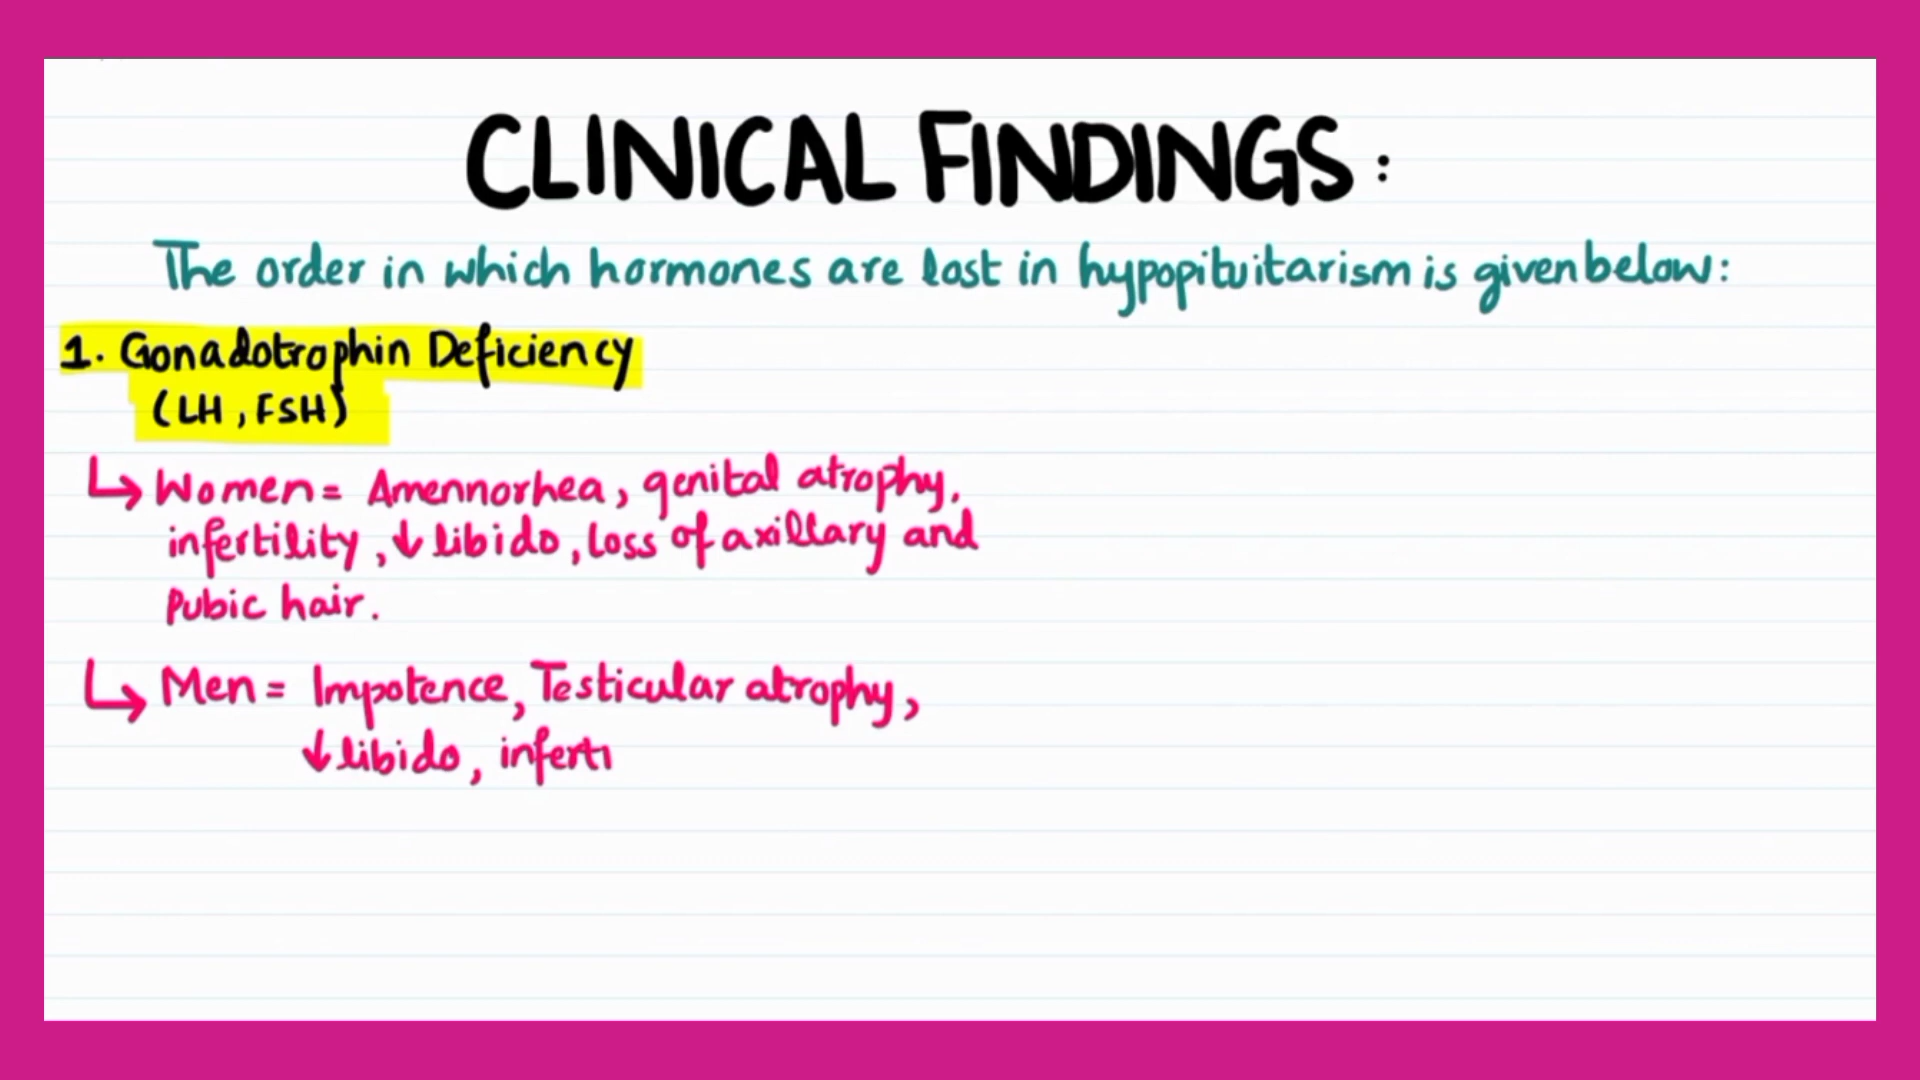 CLINICAL FINDINGS:
The order in which hormones are lost in hypopituitarism is given below:
1. Gonadotrophin Deficiency
(LH, FSH)
↳ Women = Amennorhea, genital atrophy,
infertility, ↓ libido, loss of axillary and
Pubic hair.
↳ Men = Impotence, Testicular atrophy,
↓ libido, inferti